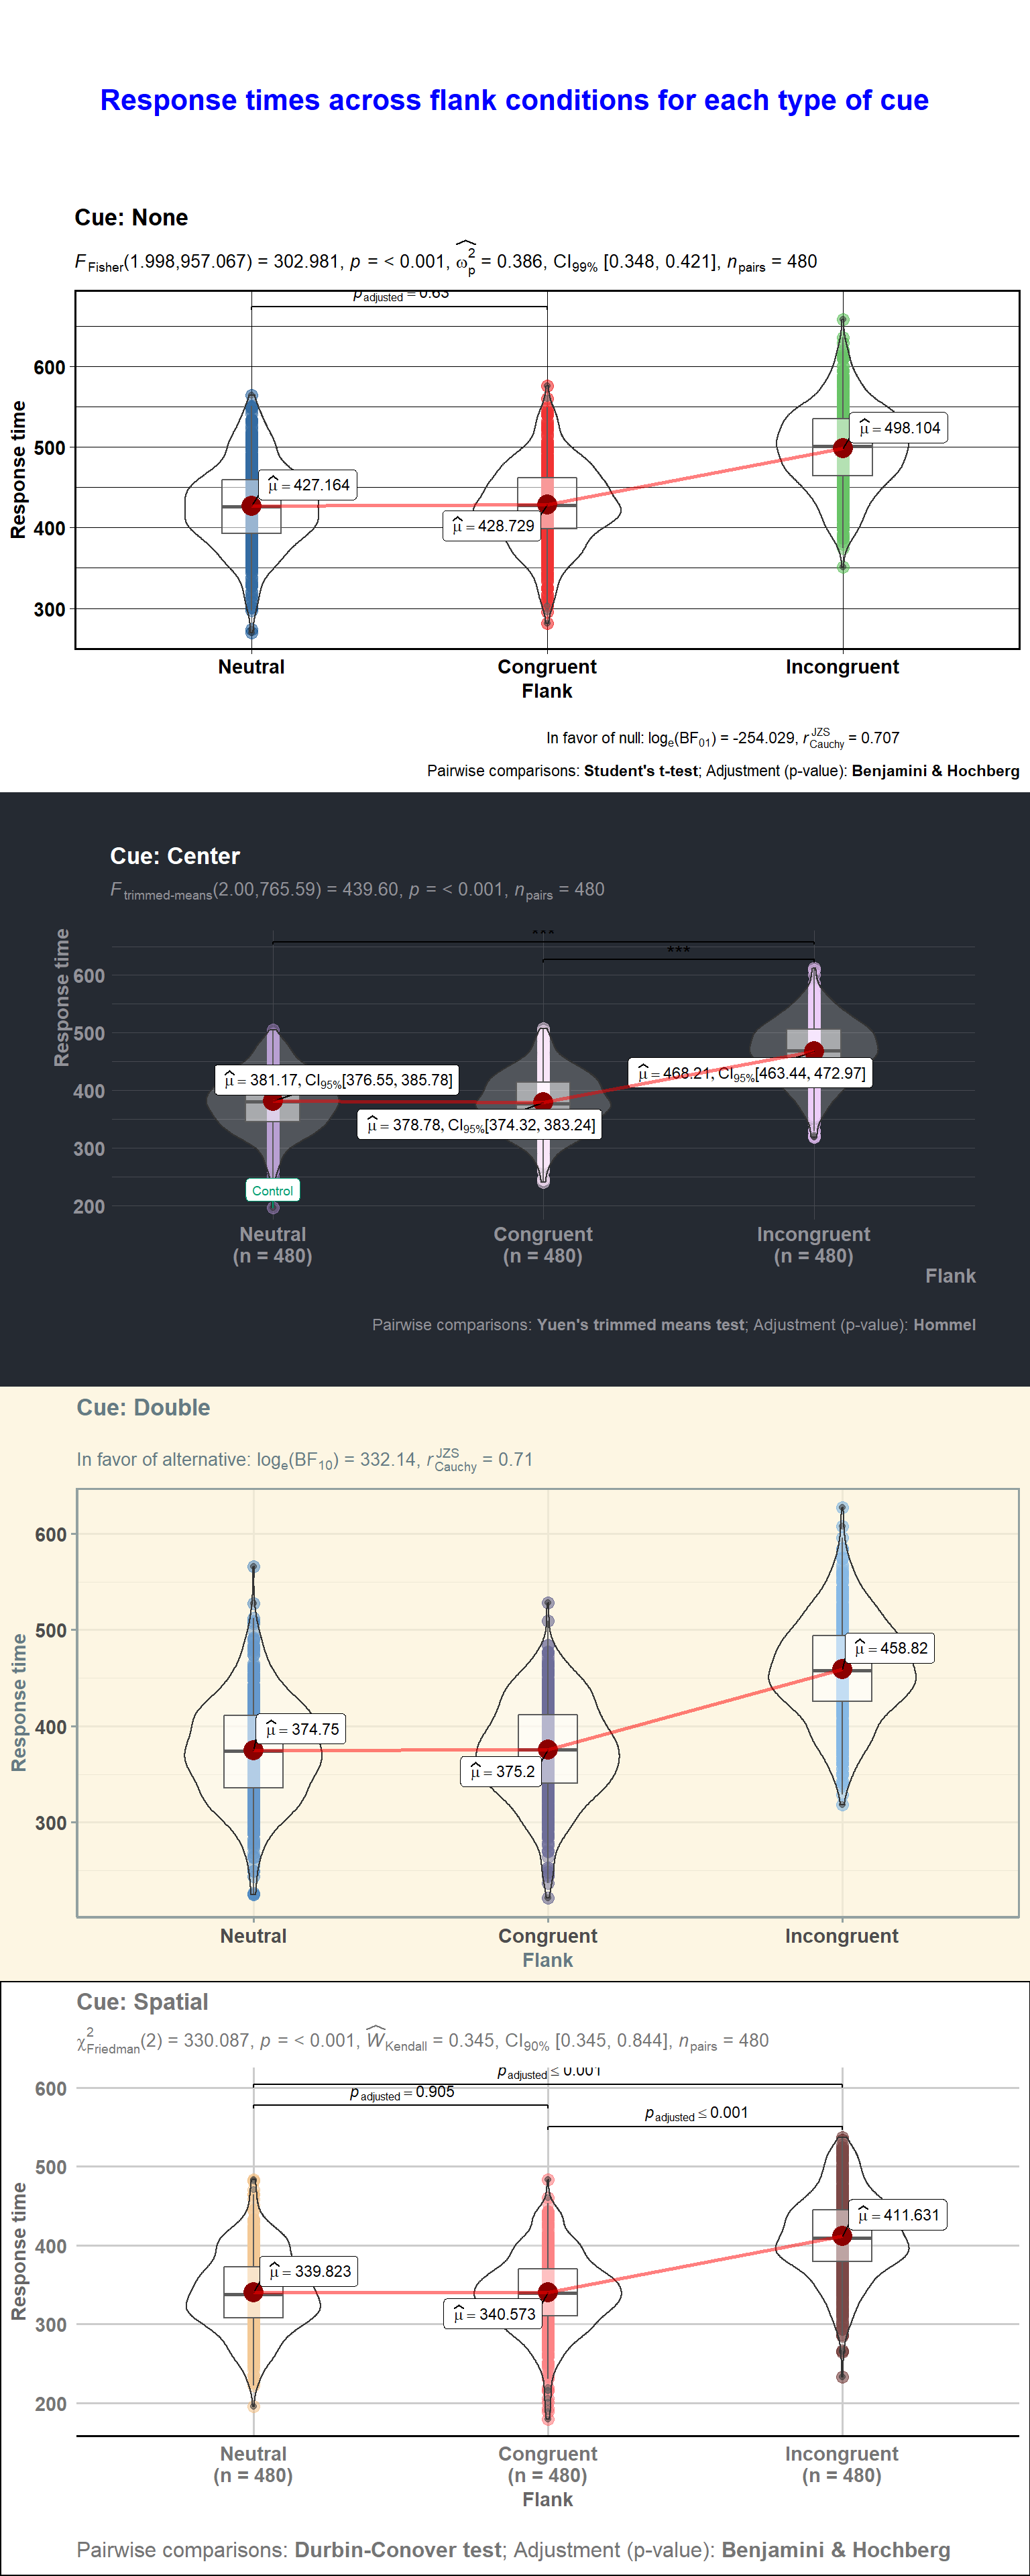 Response times across flank conditions for each type of cue
Cue: None
F Fisher(1.998,957.067) = 302.981, p = < 0.001, ω̂²p = 0.386, CI99% [0.348, 0.421], npairs = 480
padjusted = 0.63
600
μ̂ = 498.104
500
μ̂ = 427.164
μ̂ = 428.729
400
300
Response time
Neutral Congruent Incongruent
Flank
In favor of null: loge(BF01) = -254.029, r JZS Cauchy = 0.707
Pairwise comparisons: Student's t-test; Adjustment (p-value): Benjamini & Hochberg
Cue: Center
F trimmed-means(2.00,765.59) = 439.60, p = < 0.001, npairs = 480
***
***
600
500
μ̂ = 468.21, CI95%[463.44, 472.97]
μ̂ = 381.17, CI95%[376.55, 385.78]
400
μ̂ = 378.78, CI95%[374.32, 383.24]
300
Control
200
Response time
Neutral Congruent Incongruent
(n = 480) (n = 480) (n = 480)
Flank
Pairwise comparisons: Yuen's trimmed means test; Adjustment (p-value): Hommel
Cue: Double
In favor of alternative: loge(BF10) = 332.14, r JZS Cauchy = 0.71
600
500
μ̂ = 458.82
400
μ̂ = 374.75
μ̂ = 375.2
300
Response time
Neutral Congruent Incongruent
Flank
Cue: Spatial
χ²Friedman(2) = 330.087, p = < 0.001, ŴKendall = 0.345, CI90% [0.345, 0.844], npairs = 480
padjusted ≤ 0.001
600
padjusted = 0.905
padjusted ≤ 0.001
500
μ̂ = 411.631
400
μ̂ = 339.823
μ̂ = 340.573
300
200
Response time
Neutral Congruent Incongruent
(n = 480) (n = 480) (n = 480)
Flank
Pairwise comparisons: Durbin-Conover test; Adjustment (p-value): Benjamini & Hochberg